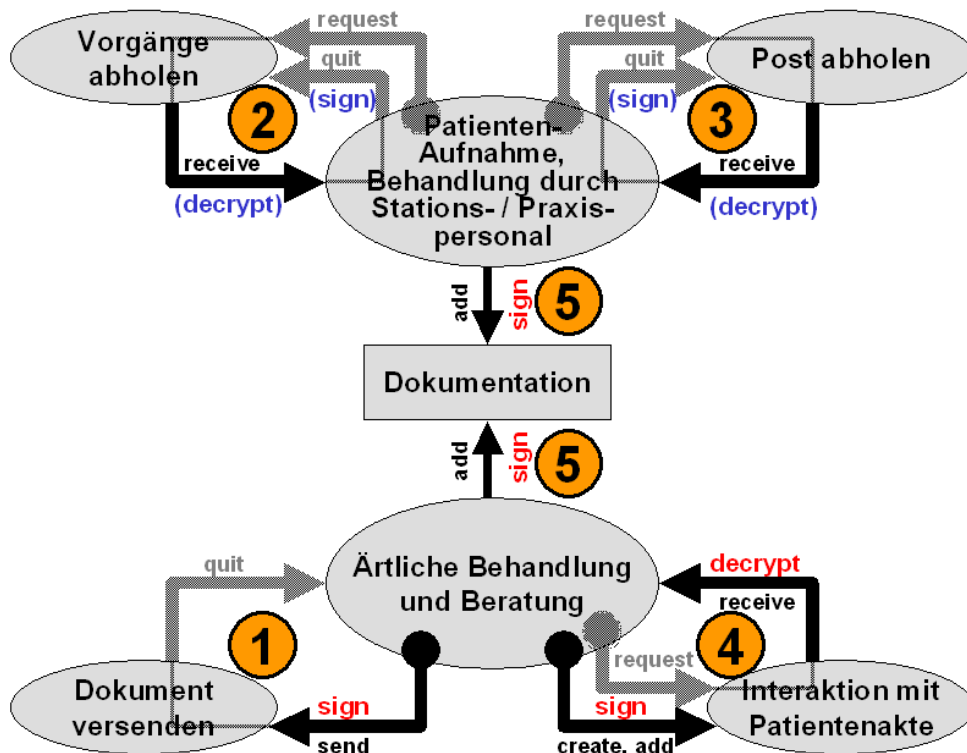 request
request
Vorgänge
abholen
quit
quit
Post abholen
(sign)
(sign)
2
3
Patienten-
Aufnahme,
Behandlung durch
Stations- / Praxis-
personal
receive
receive
(decrypt)
(decrypt)
add
sign
5
Dokumentation
add
sign
5
quit
Ärtliche Behandlung
und Beratung
decrypt
receive
1
4
request
Dokument
versenden
sign
send
sign
create, add
Interaktion mit
Patientenakte